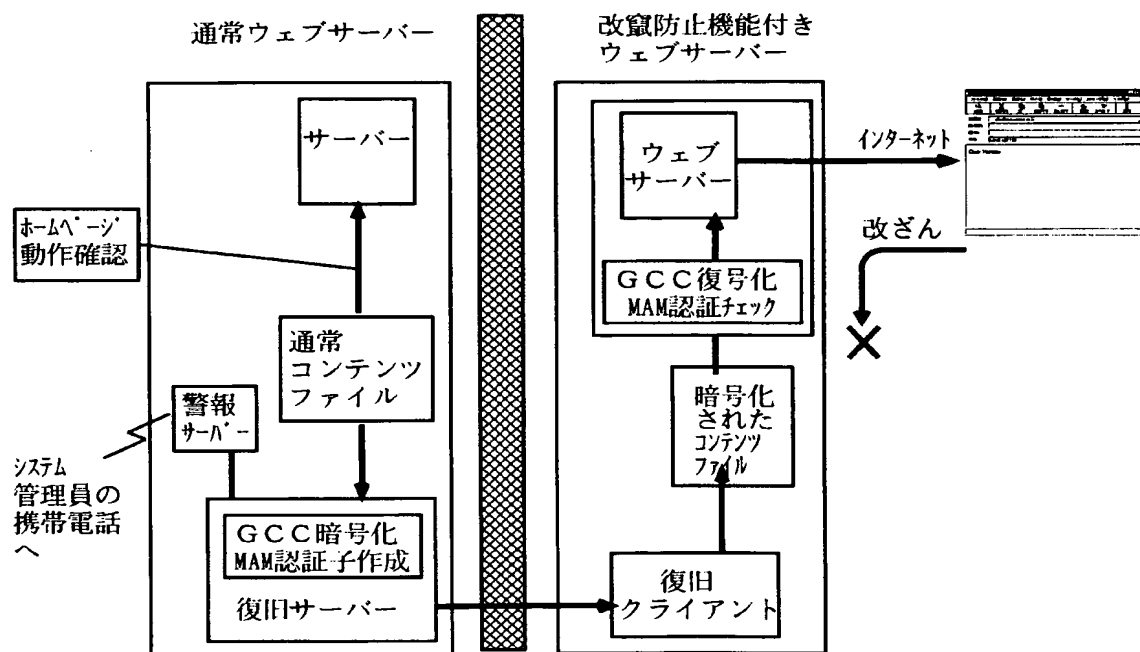 通常ウェブサーバー
改竄防止機能付き
ウェブサーバー
サーバー
ホームページ
動作確認
通常
コンテンツ
ファイル
警報
サーバー
システム
管理員の
携帯電話
へ
GCC暗号化
MAM認証子作成
復旧サーバー
ウェブ
サーバー
インターネット
改ざん
GCC復号化
MAM認証チェック
暗号化
された
コンテンツ
ファイル
復旧
クライアント